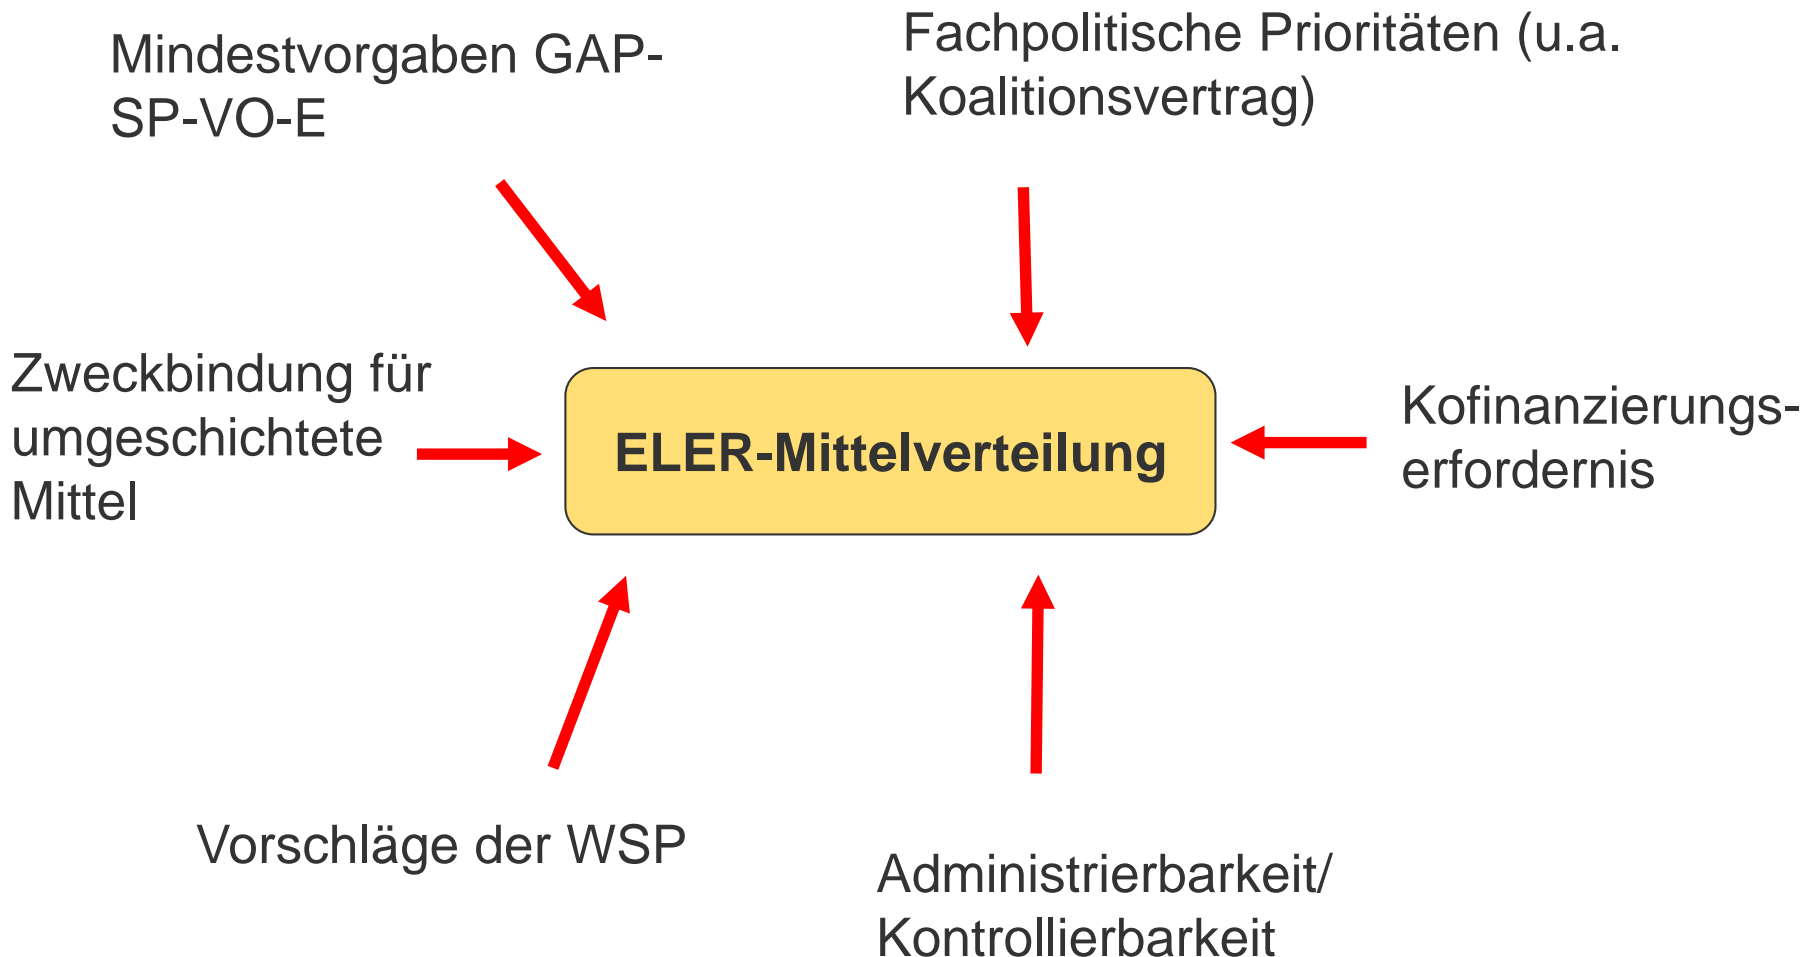 Mindestvorgaben GAP-
SP-VO-E
Fachpolitische Prioritäten (u.a.
Koalitionsvertrag)
Zweckbindung für
umgeschichtete
Mittel
ELER-Mittelverteilung
Kofinanzierungs-
erfordernis
Vorschläge der WSP
Administrierbarkeit/
Kontrollierbarkeit